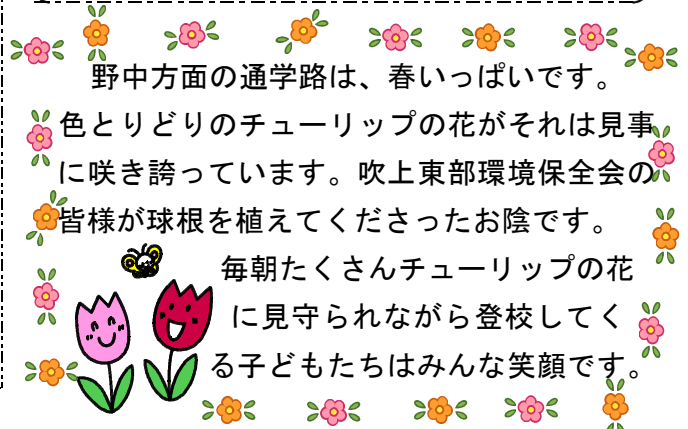 野中方面の通学路は、春いっぱいです。
色とりどりのチューリップの花がそれは見事
に咲き誇っています。吹上東部環境保全会の
皆様が球根を植えてくださったお陰です。
毎朝たくさんチューリップの花
に見守られながら登校してく
る子どもたちはみんな笑顔です。